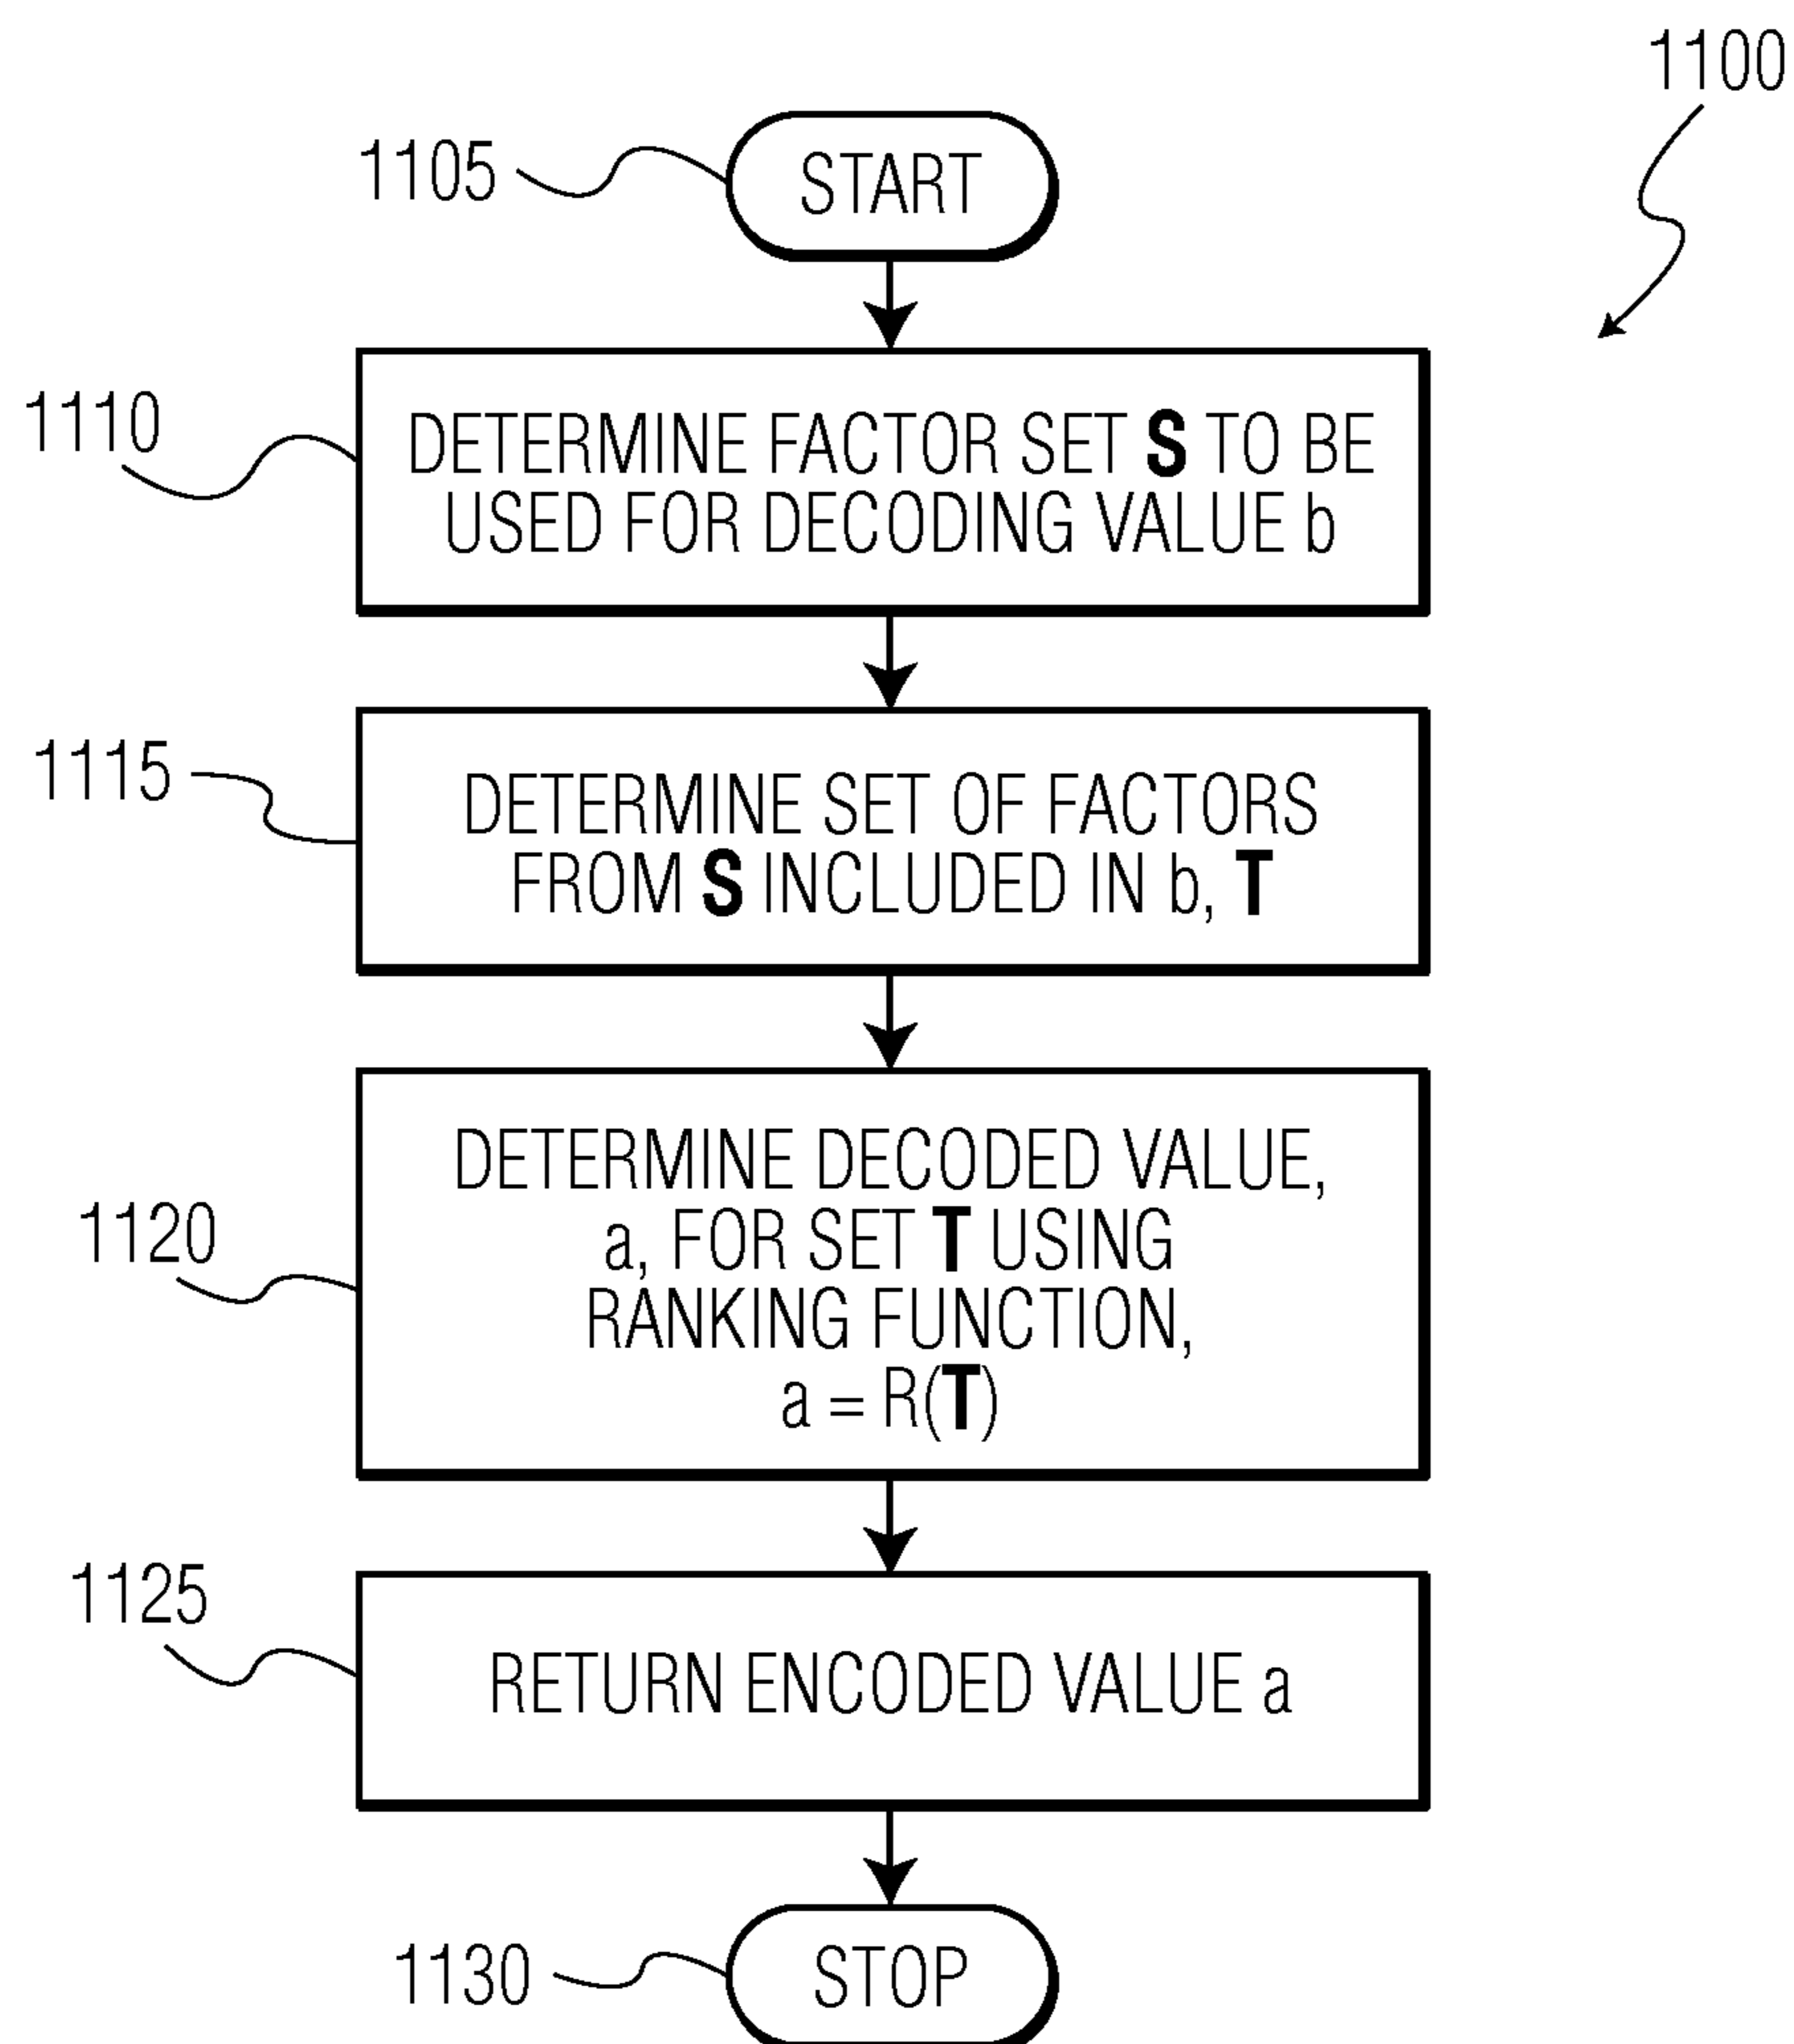 1100
1105
START
1110
DETERMINE FACTOR SET S TO BE
USED FOR DECODING VALUE b
1115
DETERMINE SET OF FACTORS
FROM S INCLUDED IN b, T
1120
DETERMINE DECODED VALUE,
a, FOR SET T USING
RANKING FUNCTION,
a = R(T)
1125
RETURN ENCODED VALUE a
1130
STOP